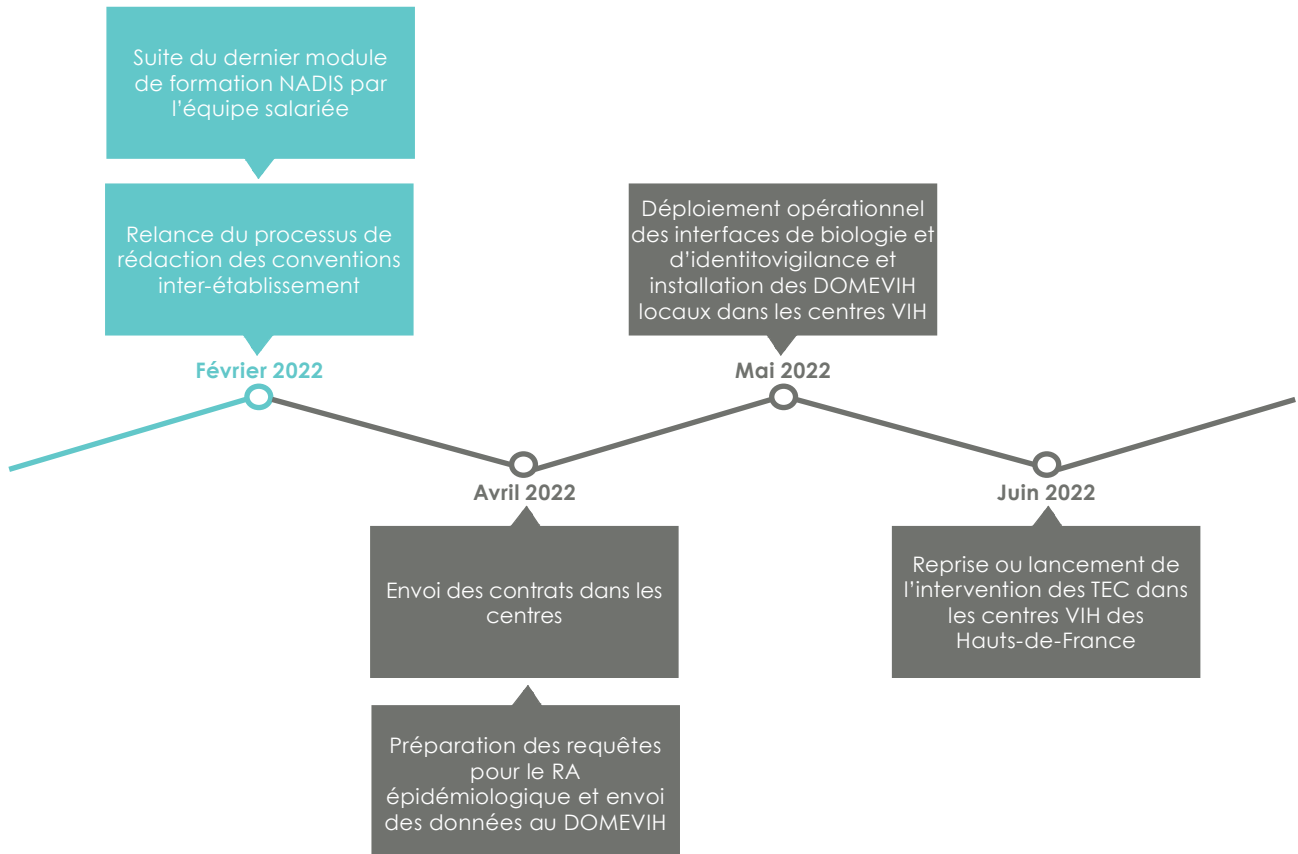 Suite du dernier module
de formation NADIS par
l’équipe salariée
Relance du processus de
rédaction des conventions
inter-établissement
Février 2022
Déploiement opérationnel
des interfaces de biologie et
d’identitovigilance et
installation des DOMEVIH
locaux dans les centres VIH
Mai 2022
Avril 2022
Envoi des contrats dans les
centres
Préparation des requêtes
pour le RA
épidémiologique et envoi
des données au DOMEVIH
Juin 2022
Reprise ou lancement de
l’intervention des TEC dans
les centres VIH des
Hauts-de-France